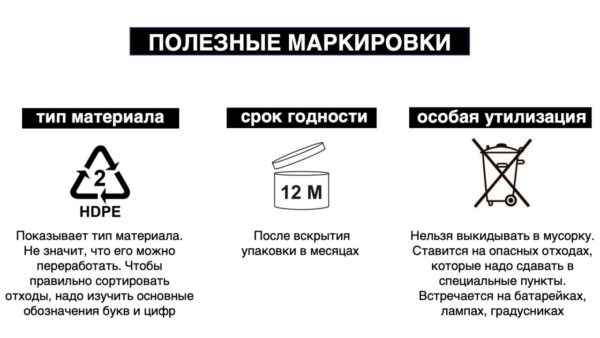 ПОЛЕЗНЫЕ МАРКИРОВКИ
тип материала
2
HDPE
Показывает тип материала.
Не значит, что его можно
переработать. Чтобы
правильно сортировать
отходы, надо изучить основные
обозначения букв и цифр
срок годности
12 M
После вскрытия
упаковки в месяцах
особая утилизация
Нельзя выкидывать в мусорку.
Ставится на опасных отходах,
которые надо сдавать в
специальные пункты.
Встречается на батарейках,
лампах, градусниках